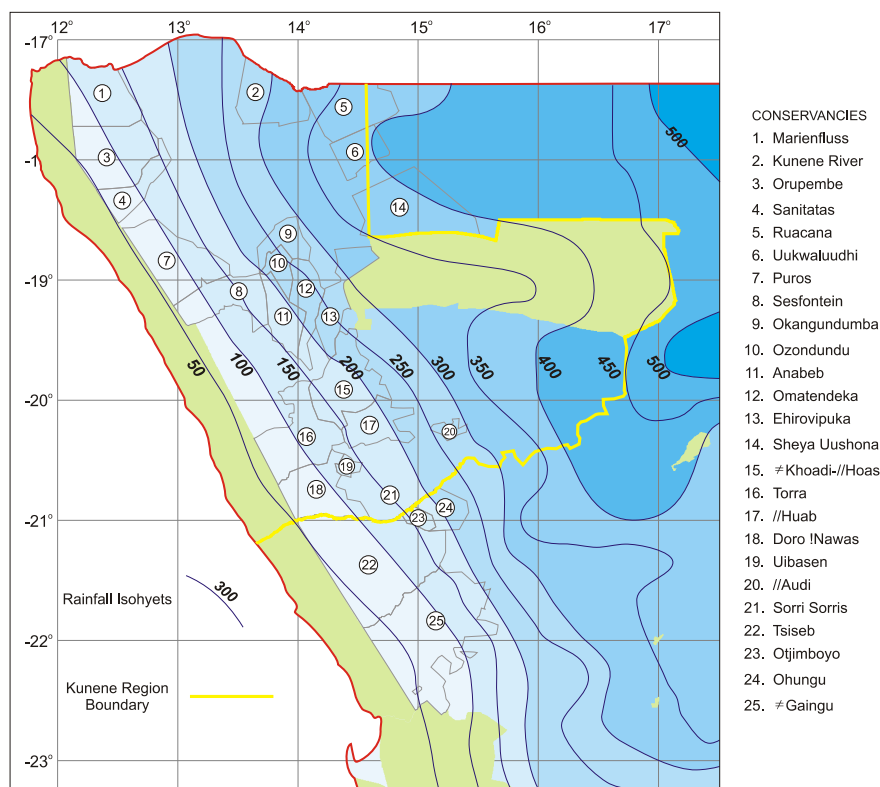 12° 13° 14° 15° 16° 17°
-17°
-1
-19°
-20°
-21°
-22°
-23°
1
2
3
4
5
6
7
8
9
10
11
12
13
14
15
16
17
18
19
20
21
22
23
24
25
500
50 100 150 200 250 300 350 400 450 500
Rainfall Isohyets
300
Kunene Region
Boundary
CONSERVANCIES
1. Marienfluss
2. Kunene River
3. Orupembe
4. Sanitatas
5. Ruacana
6. Uukwaluudhi
7. Puros
8. Sesfontein
9. Okangundumba
10. Ozondundu
11. Anabeb
12. Omatendeka
13. Ehirovipuka
14. Sheya Uushona
15. ≠Khoadi-//Hoas
16. Torra
17. //Huab
18. Doro !Nawas
19. Uibasen
20. //Audi
21. Sorri Sorris
22. Tsiseb
23. Otjimboyo
24. Ohungu
25. ≠Gaingu